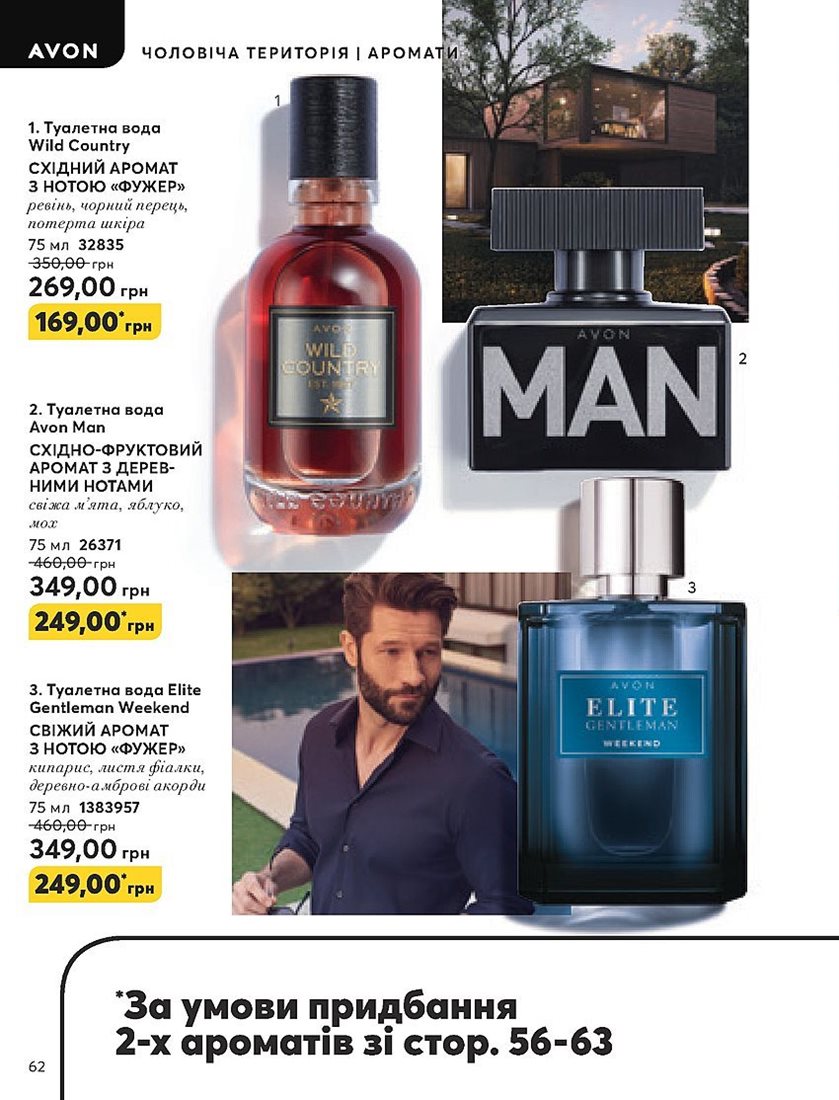 AVON
ЧОЛОВІЧА ТЕРИТОРІЯ | АРОМАТИ
1
1. Туалетна вода
Wild Country
СХІДНИЙ АРОМАТ
З НОТОЮ «ФУЖЕР»
ревінь, чорний перець,
потерта шкіра
75 мл 32835
350,00 грн
269,00 грн
169,00* грн
AVON
WILD
COUNTRY
EST. 1967
WILD COUNTRY
AVON
MAN
2
2. Туалетна вода
Avon Man
СХІДНО-ФРУКТОВИЙ
АРОМАТ З ДЕРЕВ-
НИМИ НОТАМИ
свіжа м'ята, яблуко,
мох
75 мл 26371
460,00 грн
349,00 грн
249,00* грн
3
AVON
ELITE
GENTLEMAN
WEEKEND
3. Туалетна вода Elite
Gentleman Weekend
СВІЖИЙ АРОМАТ
З НОТОЮ «ФУЖЕР»
кипарис, листя фіалки,
деревно-амброві акорди
75 мл 1383957
460,00 грн
349,00 грн
249,00* грн
*За умови придбання
2-х ароматів зі стор. 56-63
62